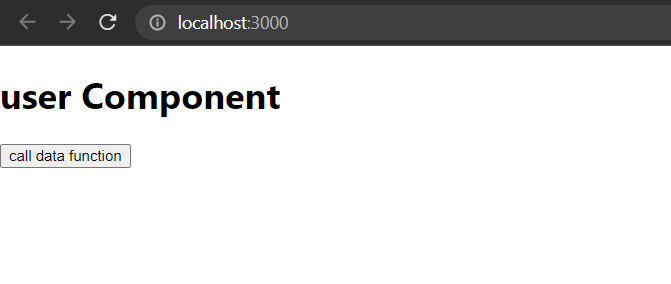 localhost:3000
user Component
call data function